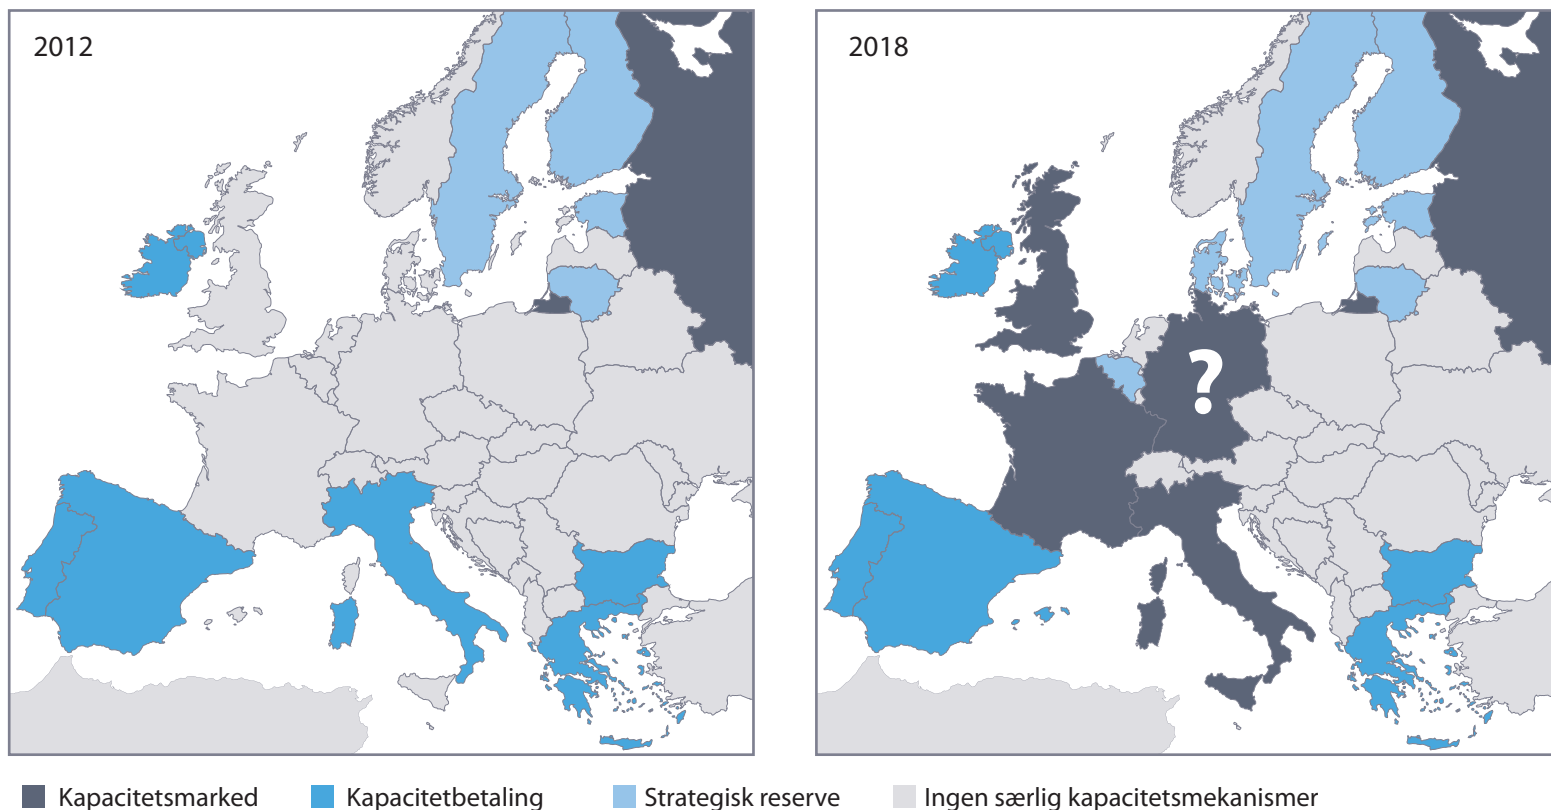 2012
2018
?
Kapacitetsmarked Kapacitetbetaling Strategisk reserve Ingen særlig kapacitetsmekanismer